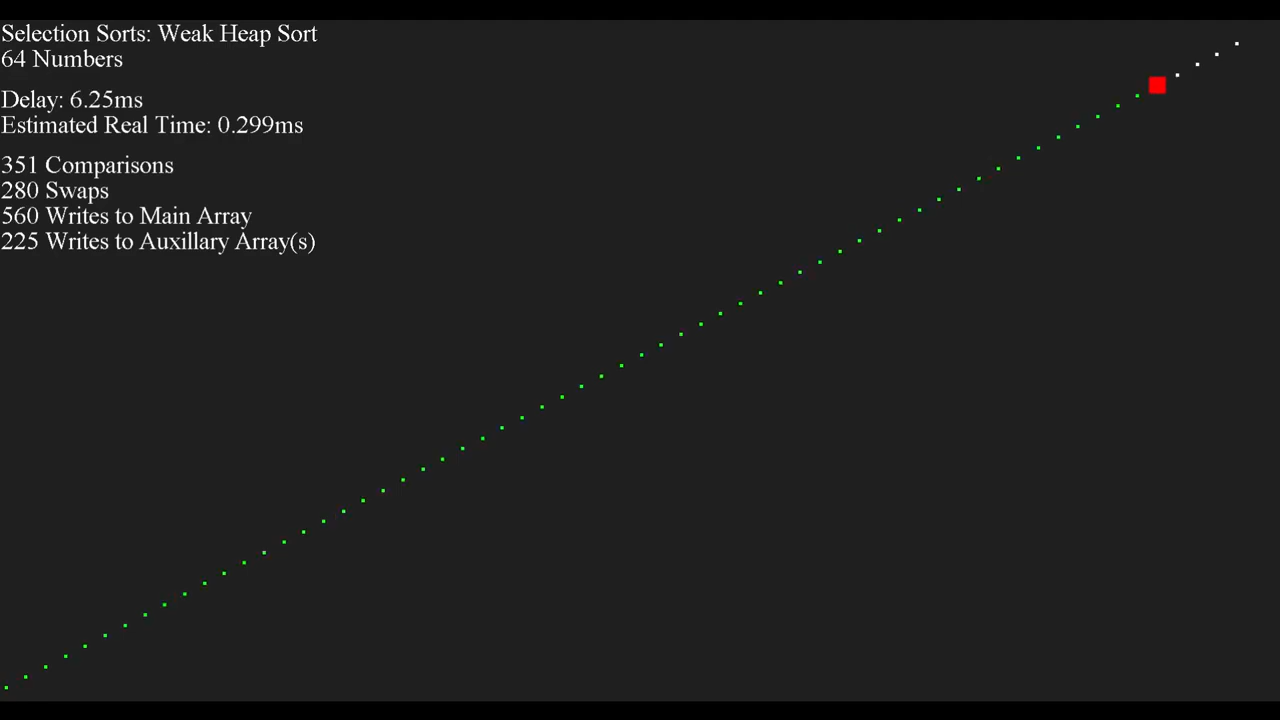 Selection Sorts: Weak Heap Sort
64 Numbers
Delay: 6.25ms
Estimated Real Time: 0.299ms
351 Comparisons
280 Swaps
560 Writes to Main Array
225 Writes to Auxillary Array(s)